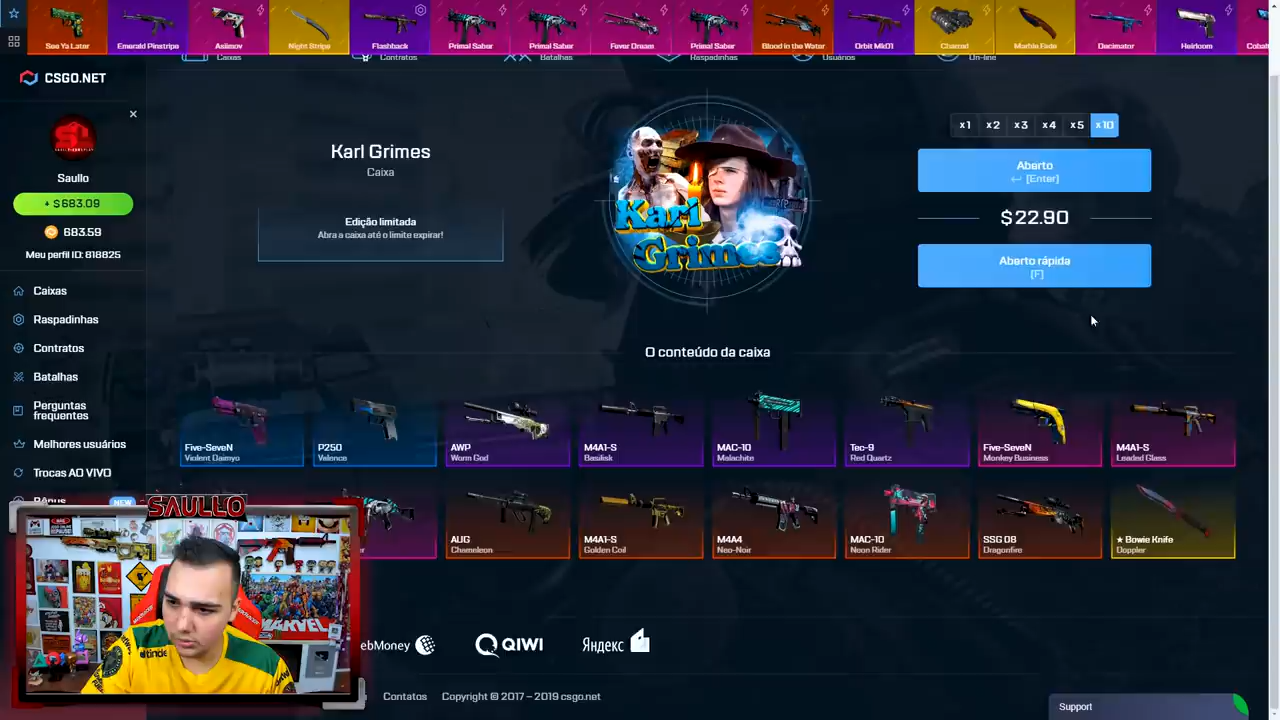 See Ya Later
Emerald Pinstripe
Asiimov
Night Stripe
Flashback
Primal Saber
Primal Saber
Fever Dream
Primal Saber
Blood in the Water
Orbit Mk01
Charred
Marble Fade
Decimator
Heirloom
Caixas
Contratos
Batalhas
Raspadinhas
Usuários
On-line
CSGO.NET
Saullo
+ $683.09
683.59
Meu perfil ID: 818825
Caixas
Raspadinhas
Contratos
Batalhas
Perguntas
frequentes
Melhores usuários
Trocas AO VIVO
Bônus
NEW
Karl Grimes
Caixa
Edição limitada
Abra a caixa até o limite expirar!
Karl
Grimes
x1 x2 x3 x4 x5 x10
Aberto
[Enter]
$22.90
Aberto rápida
[F]
O conteúdo da caixa
Five-SeveN
Violent Daimyo
P250
Valence
AWP
Worm God
M4A1-S
Basilisk
MAC-10
Malachite
Tec-9
Red Quartz
Five-SeveN
Monkey Business
M4A1-S
Leaded Glass
AUG
Chameleon
M4A1-S
Golden Coil
M4A4
Neo-Noir
MAC-10
Neon Rider
SSG 08
Dragonfire
★ Bowie Knife
Doppler
SAULLO
MARVEL
tinder
ebMoney
QIWI
Яндекс
Contatos
Copyright © 2017 – 2019 csgo.net
Support